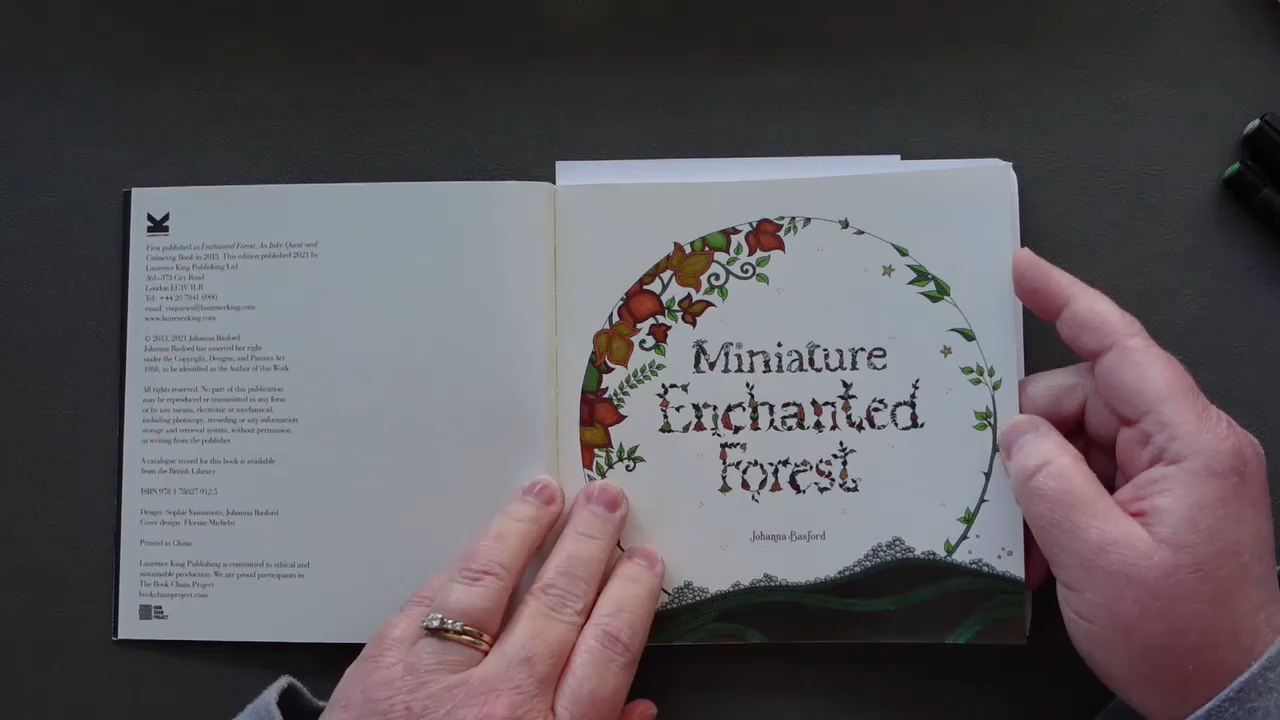 First published as Enchanted Forest, An Inky Quest and
Colouring Book in 2015. This edition published 2021 by
Laurence King Publishing Ltd
361–373 City Road
London EC1V 1LR
Tel: +44 20 7841 6900
email: enquiries@laurenceking.com
www.laurenceking.com
© 2015, 2021 Johanna Basford
Johanna Basford has asserted her right
under the Copyright, Designs, and Patents Act
1988, to be identified as the Author of this Work.
All rights reserved. No part of this publication
may be reproduced or transmitted in any form
or by any means, electronic or mechanical,
including photocopy, recording or any information
storage and retrieval system, without permission
in writing from the publisher.
A catalogue record for this book is available
from the British Library
ISBN 978 1 78627 912 5
Design: Sophie Yamamoto, Johanna Basford
Cover design: Florian Michelet
Printed in China
Laurence King Publishing is committed to ethical and
sustainable production. We are proud participants in
The Book Chain Project
bookchainproject.com
BOOK
CHAIN
PROJECT
Miniature
Enchanted
Forest
Johanna Basford